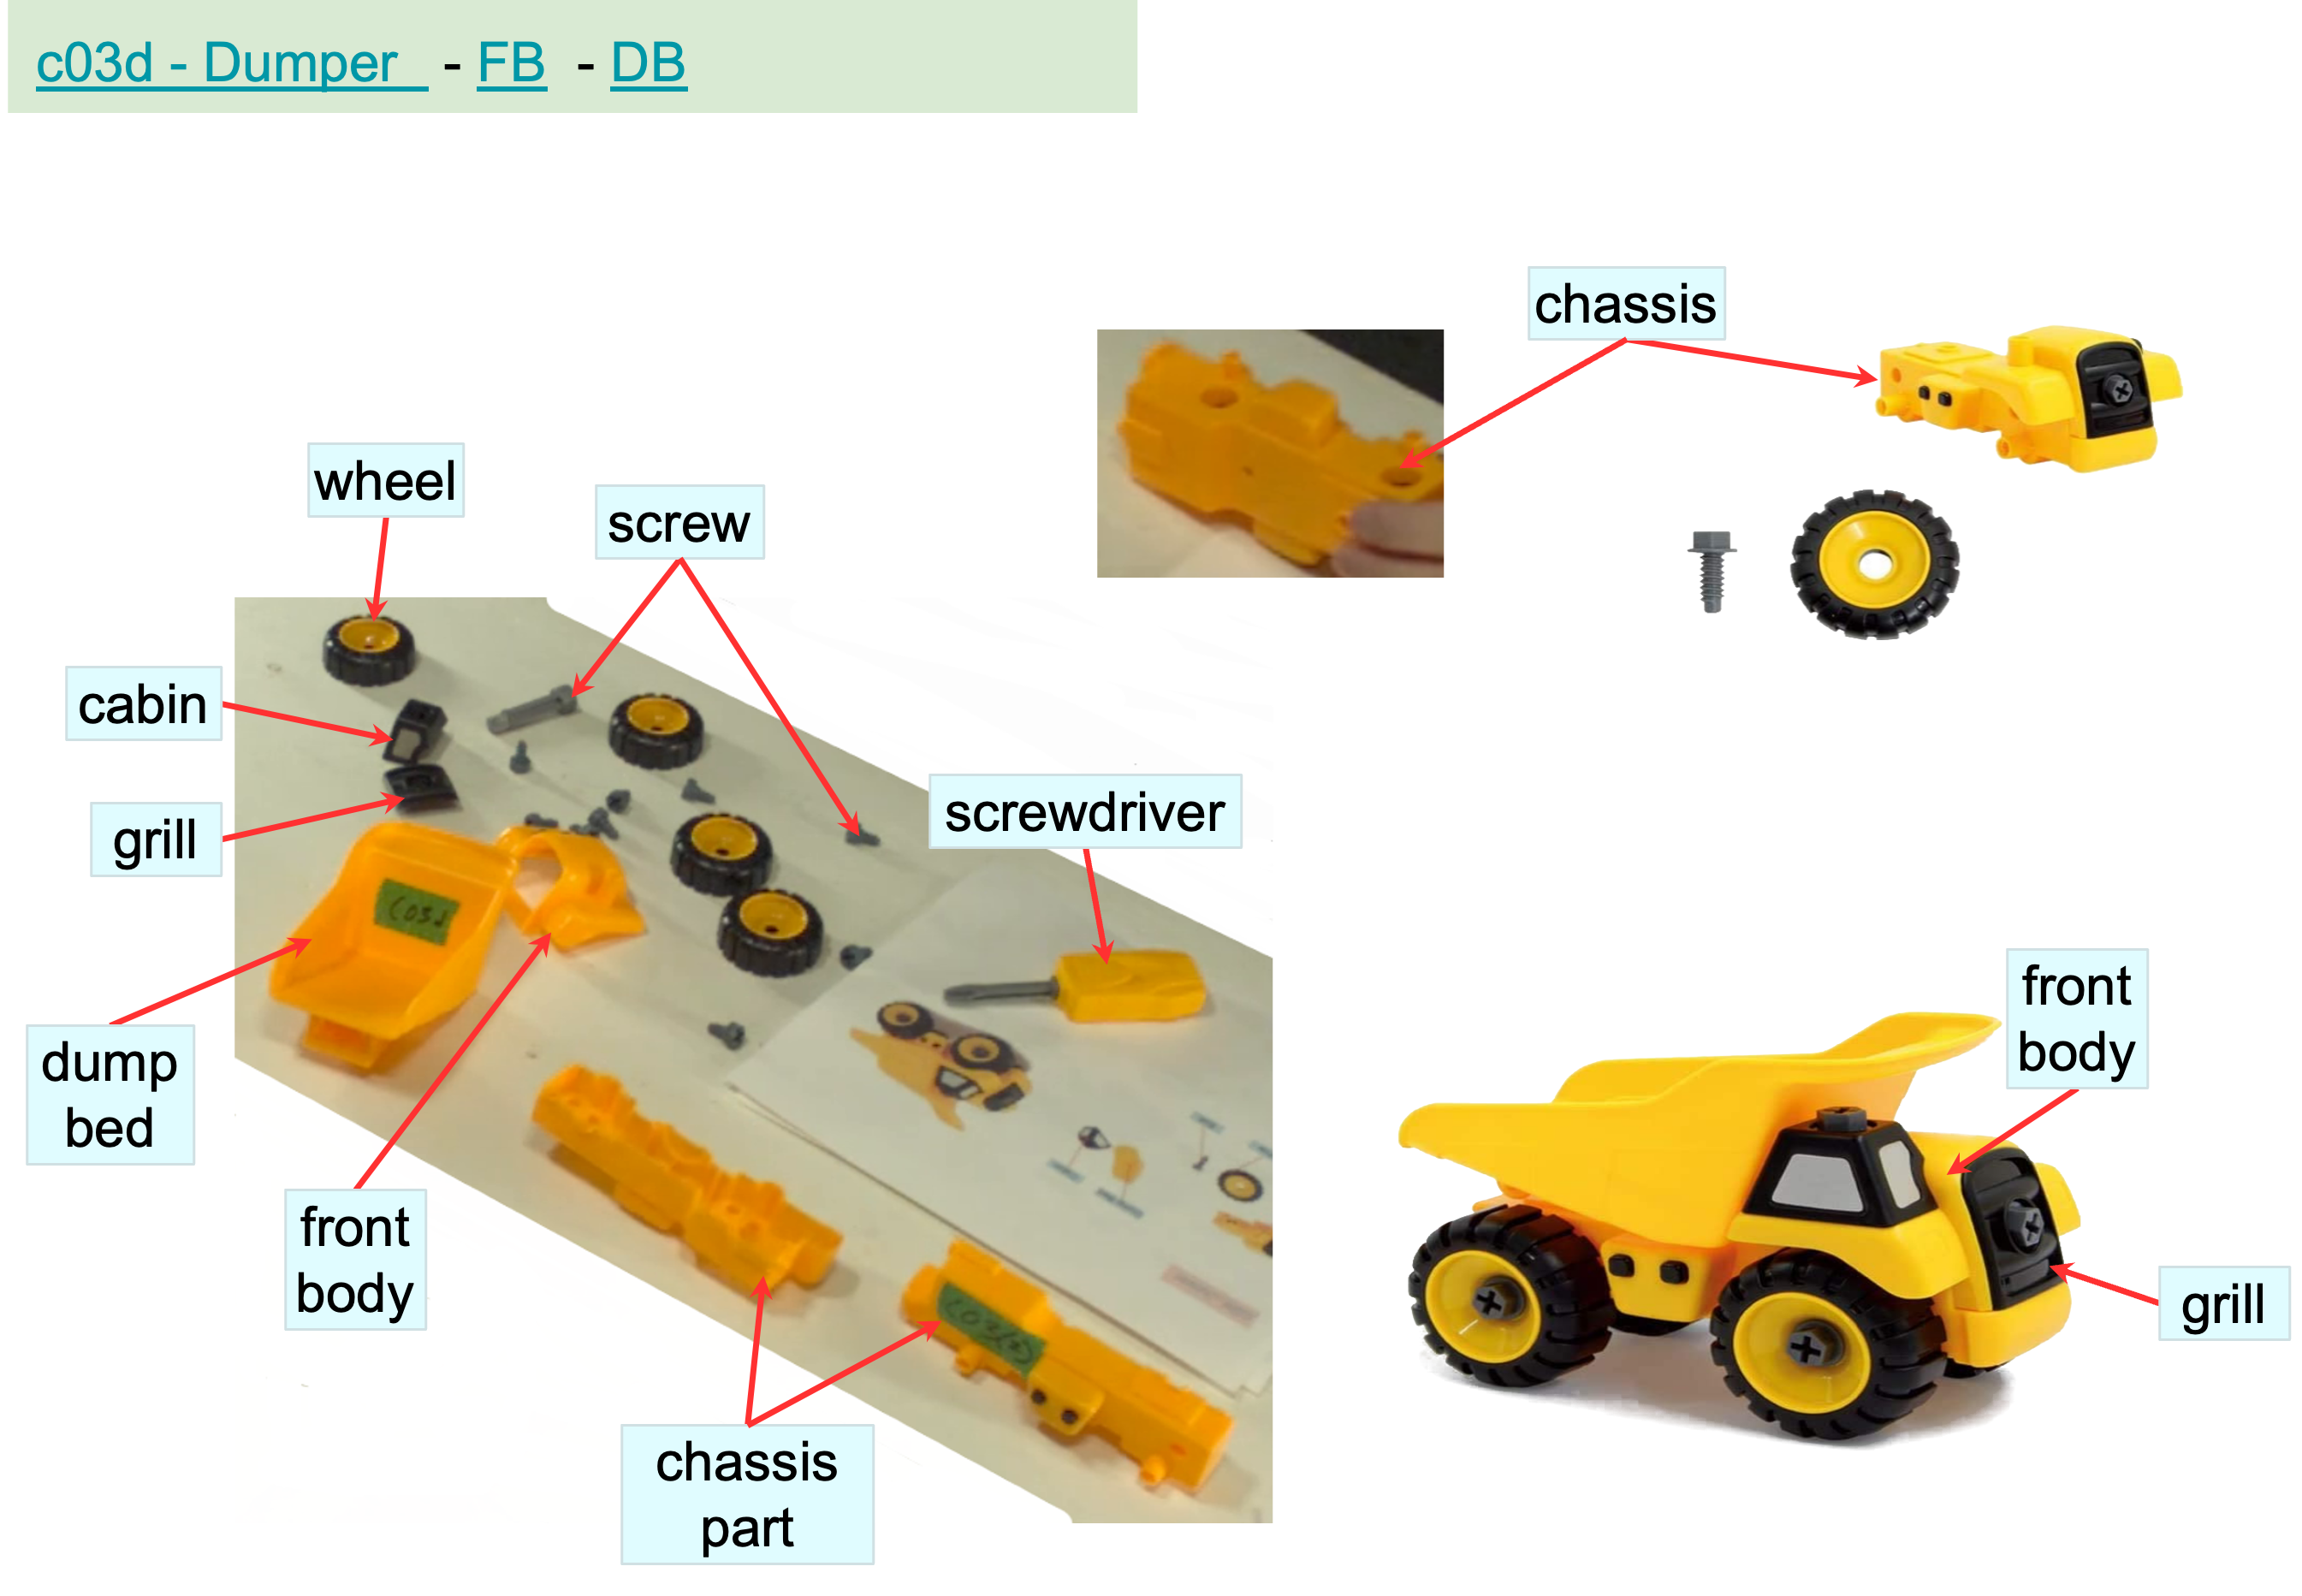 c03d - Dumper - FB - DB
chassis
wheel
screw
cabin
screwdriver
grill
C03d
front
body
dump
bed
front
body
grill
chassis
part